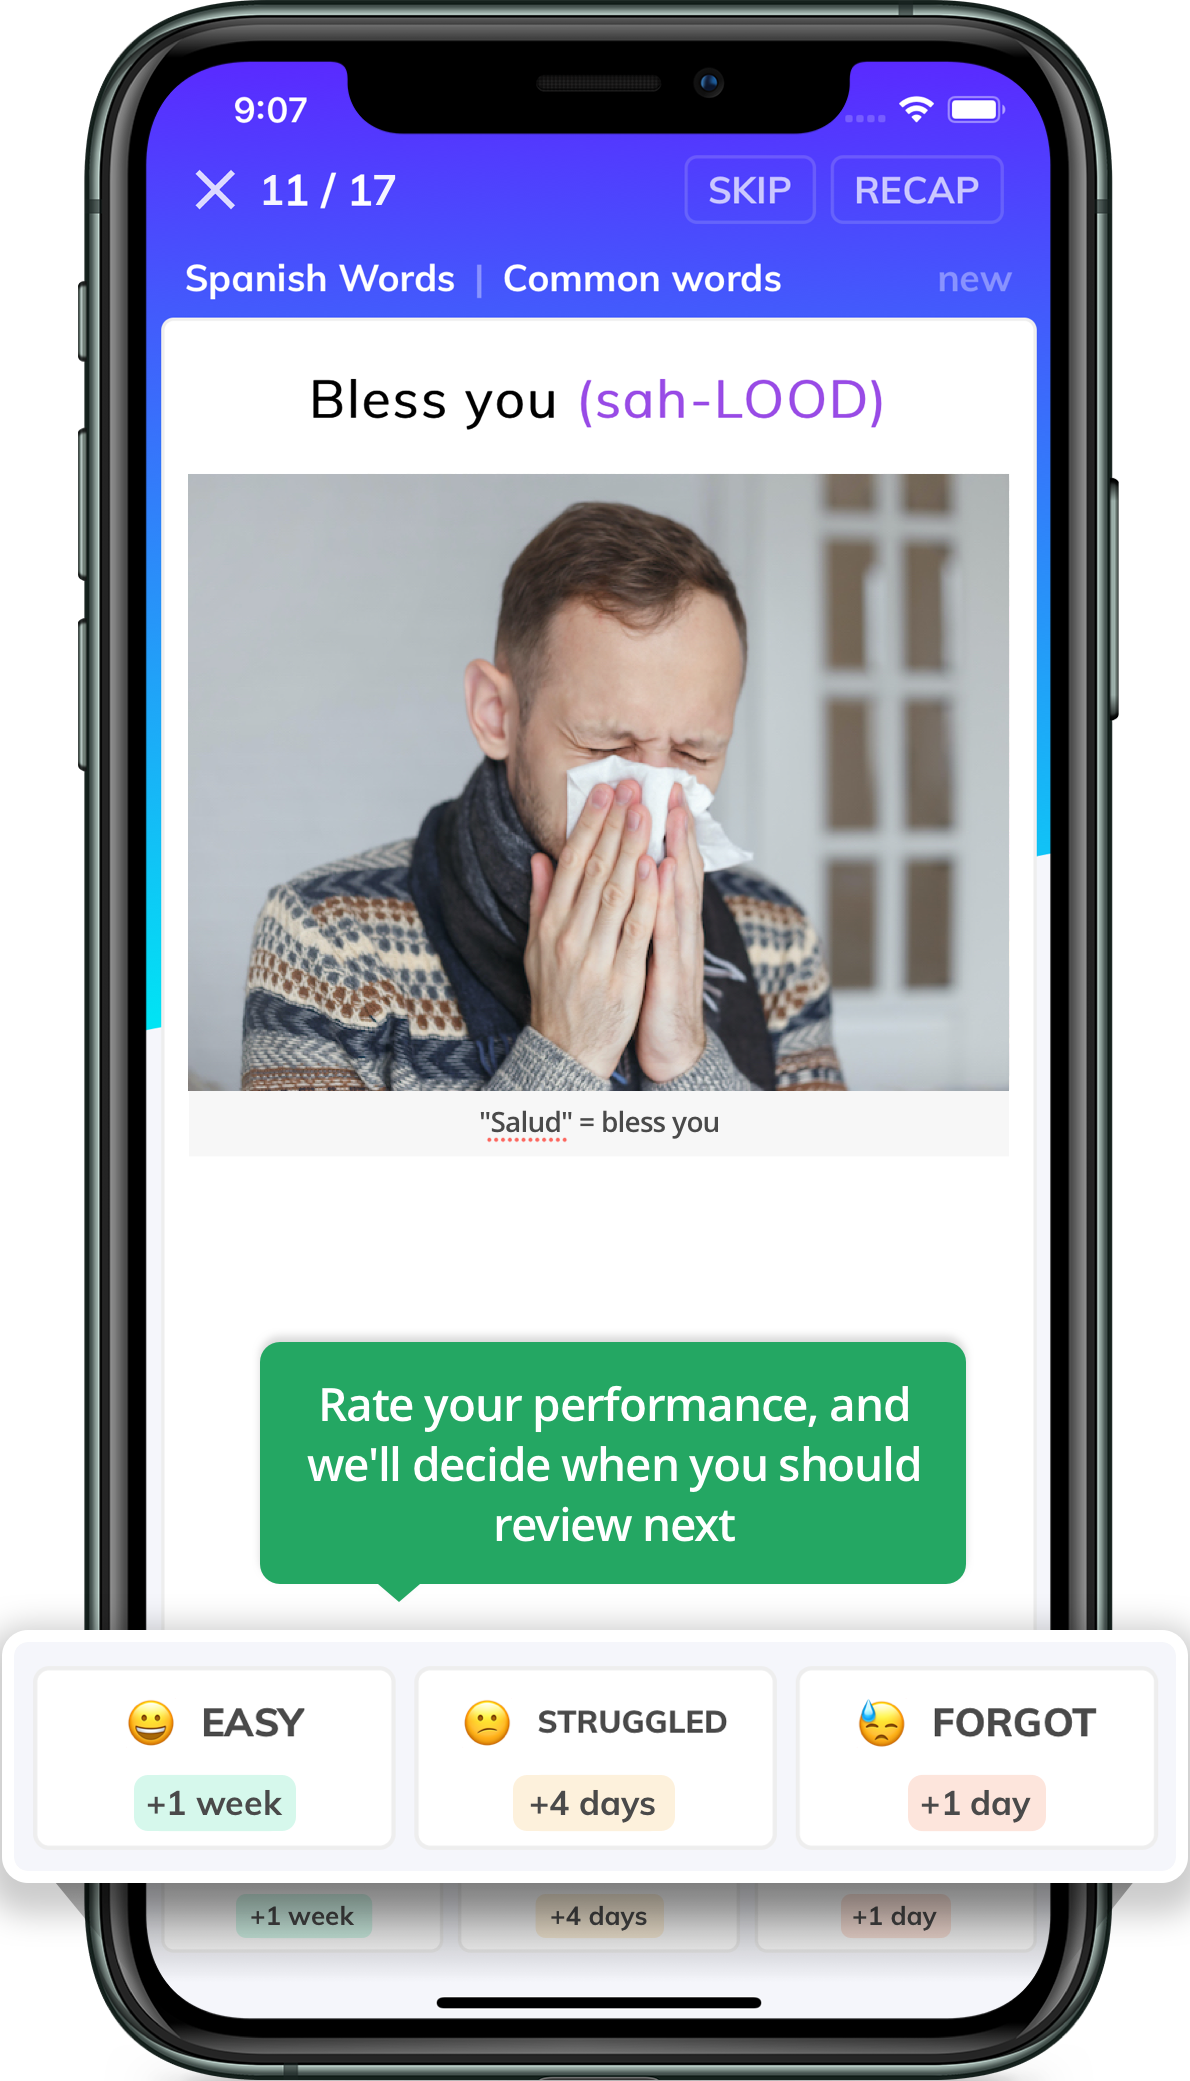 9:07
11 / 17
SKIP
RECAP
Spanish Words | Common words
new
Bless you (sah-LOOD)
"Salud" = bless you
Rate your performance, and
we'll decide when you should
review next
EASY
STRUGGLED
FORGOT
+1 week
+4 days
+1 day
+1 week
+4 days
+1 day